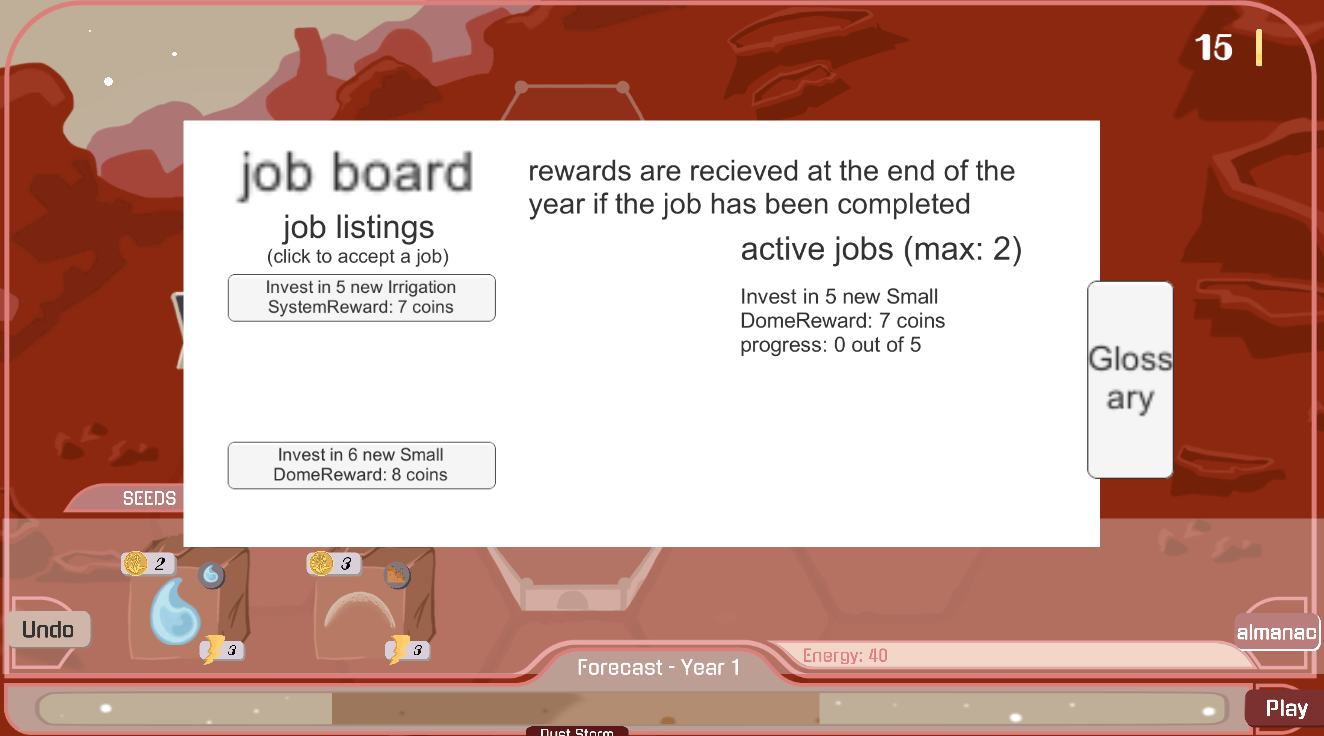 15
job board
job listings
(click to accept a job)
Invest in 5 new Irrigation
SystemReward: 7 coins
Invest in 6 new Small
DomeReward: 8 coins
rewards are recieved at the end of the
year if the job has been completed
active jobs (max: 2)
Invest in 5 new Small
DomeReward: 7 coins
progress: 0 out of 5
Gloss
ary
SEEDS
2
3
3
3
Undo
almanac
Energy: 40
Forecast - Year 1
Play
Dust Storm